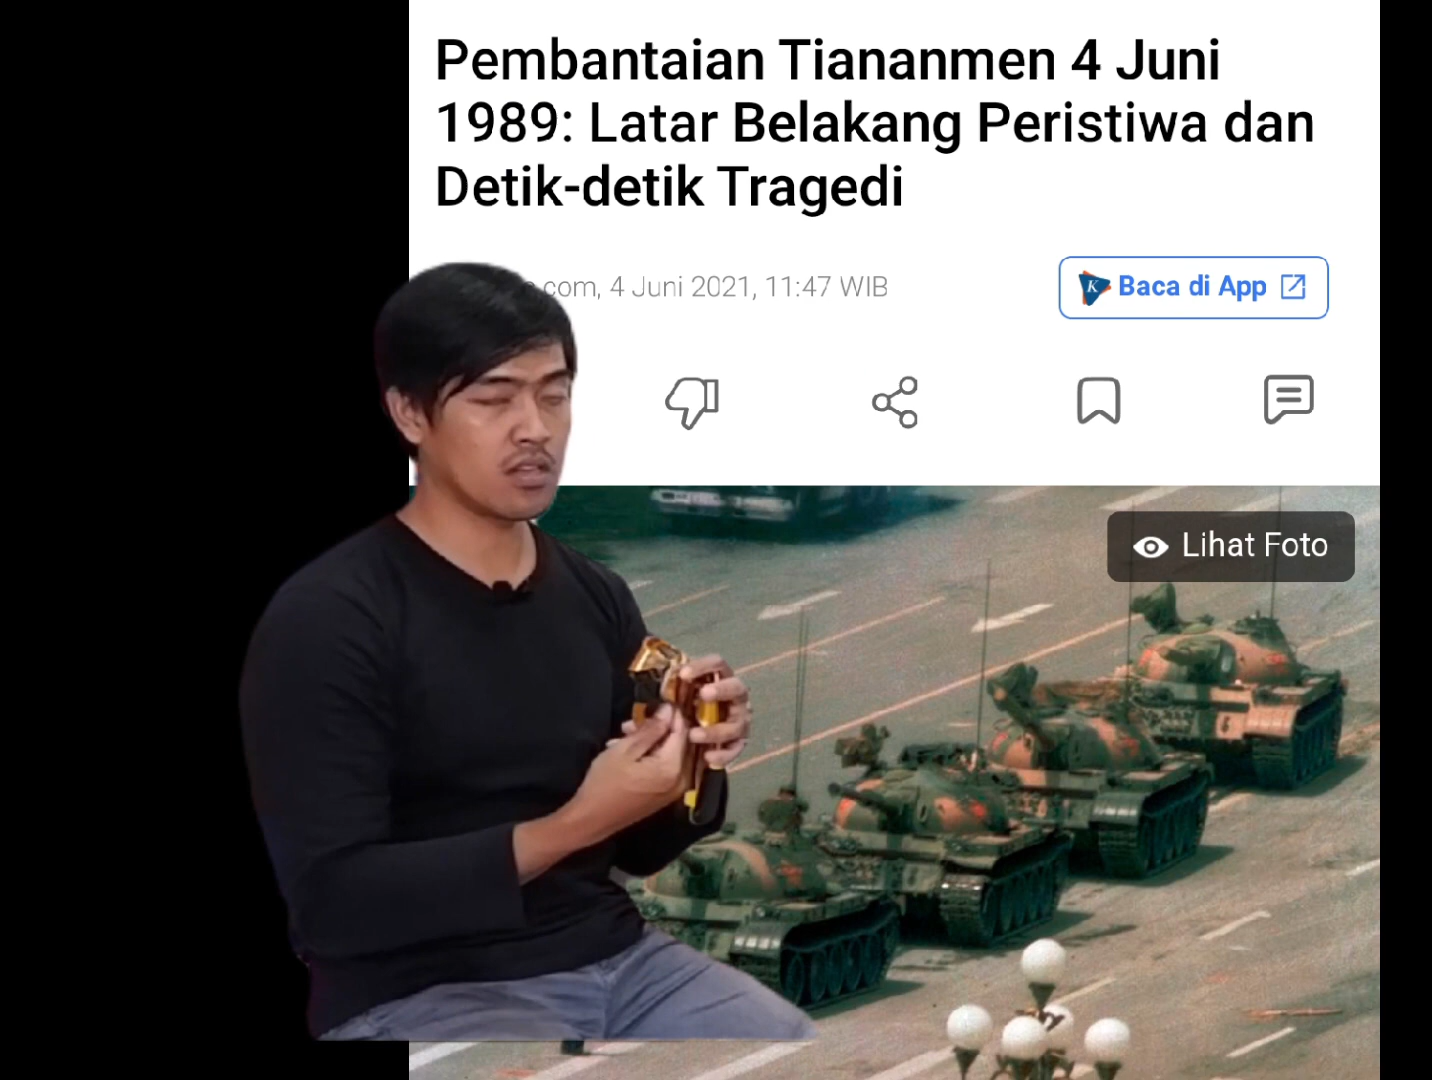 Pembantaian Tiananmen 4 Juni
1989: Latar Belakang Peristiwa dan
Detik-detik Tragedi
.com, 4 Juni 2021, 11:47 WIB
K
Baca di App
Lihat Foto